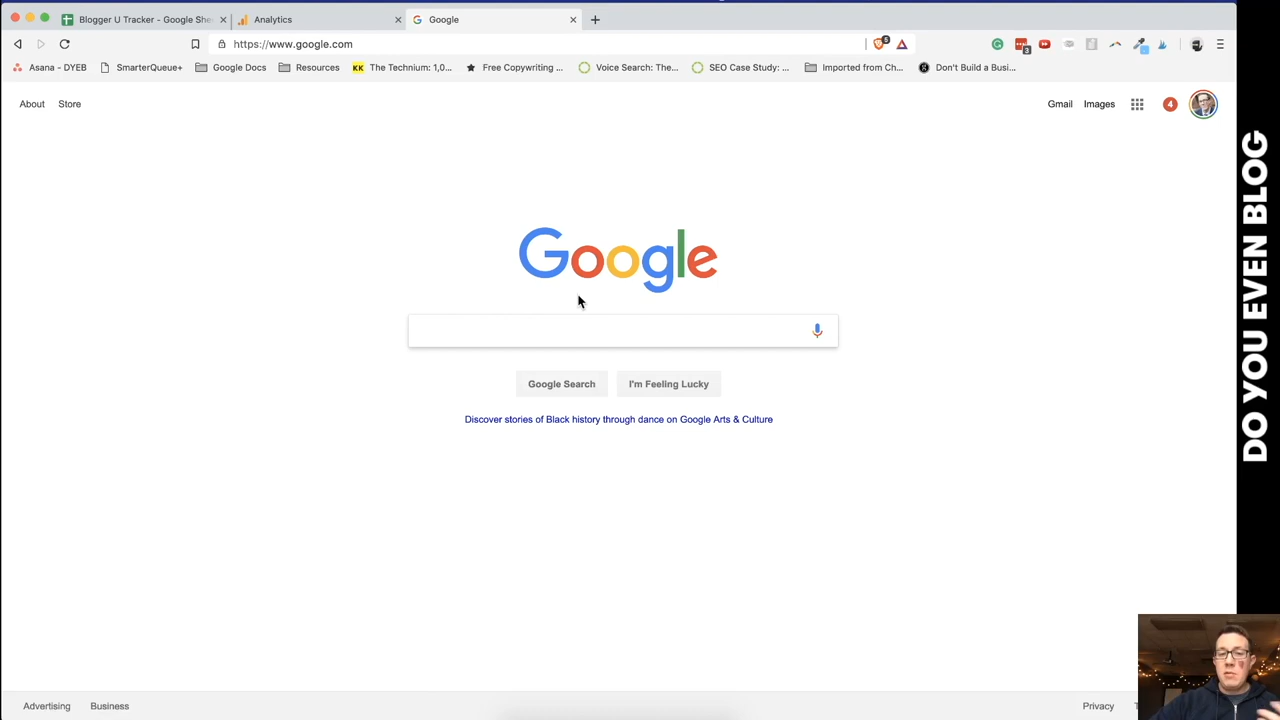 Blogger U Tracker - Google She
Analytics
Google
https://www.google.com
5
3
Asana - DYEB
SmarterQueue+
Google Docs
Resources
KK The Technium: 1,0...
Free Copywriting ...
Voice Search: The...
SEO Case Study: ...
Imported from Ch...
Don't Build a Busi...
About
Store
Gmail
Images
4
Google
Google Search
I'm Feeling Lucky
Discover stories of Black history through dance on Google Arts & Culture
Advertising
Business
Privacy
DO YOU EVEN BLOG